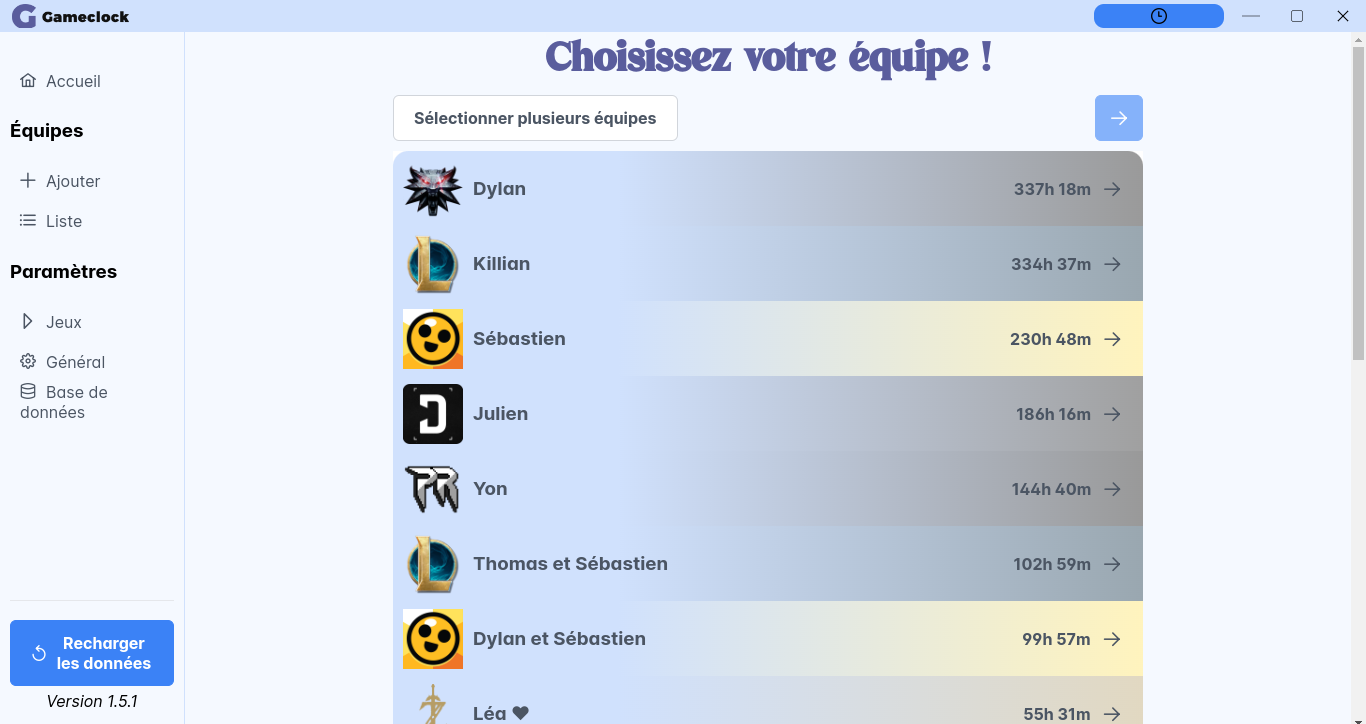 Gameclock
Accueil
Équipes
Ajouter
Liste
Paramètres
Jeux
Général
Base de
données
Recharger
les données
Version 1.5.1
Choisissez votre équipe !
Sélectionner plusieurs équipes
Dylan 337h 18m
Killian 334h 37m
Sébastien 230h 48m
Julien 186h 16m
Yon 144h 40m
Thomas et Sébastien 102h 59m
Dylan et Sébastien 99h 57m
Léa ♥ 55h 31m